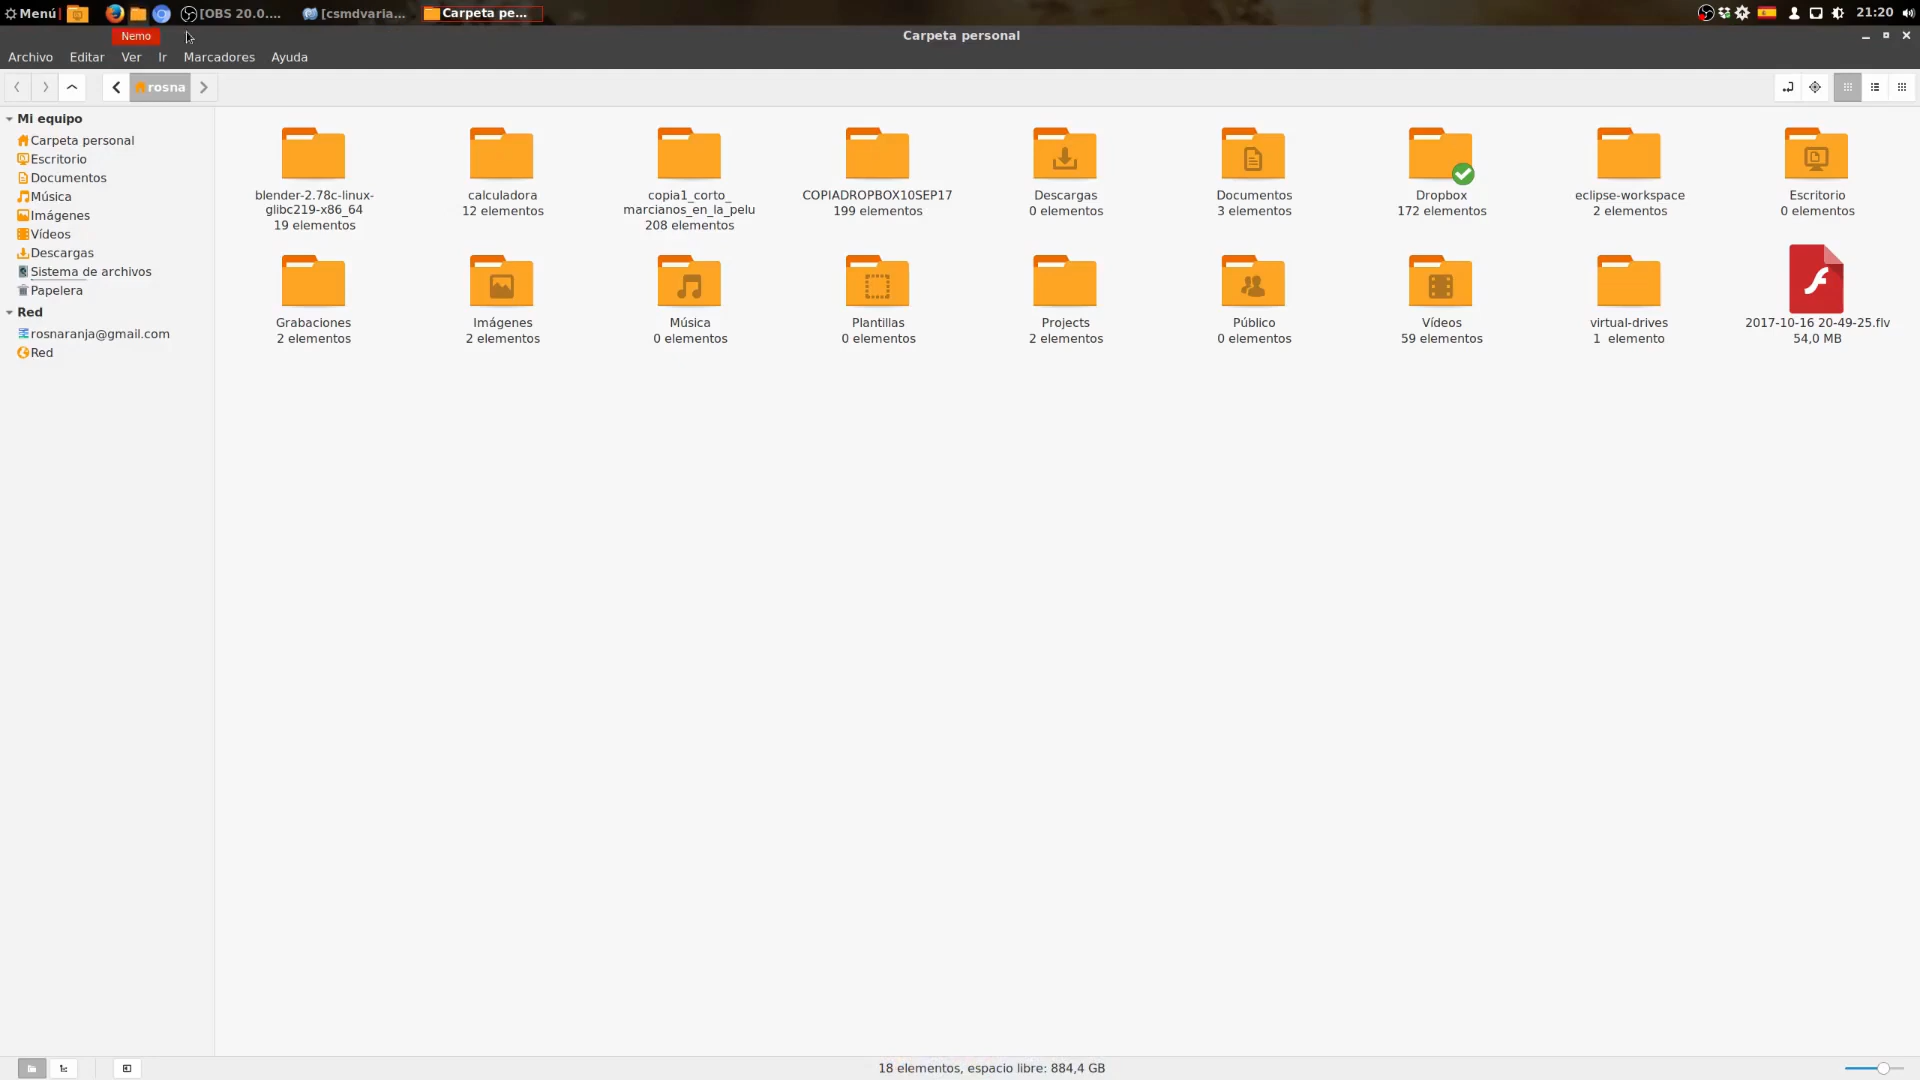 Menú
[OBS 20.0....
[csmdvaria...
Carpeta pe...
21:20
Nemo
Carpeta personal
Archivo Editar Ver Ir Marcadores Ayuda
rosna
Mi equipo
Carpeta personal
Escritorio
Documentos
Música
Imágenes
Vídeos
Descargas
Sistema de archivos
Papelera
Red
rosnaranja@gmail.com
Red
blender-2.78c-linux-
glibc219-x86_64
19 elementos
calculadora
12 elementos
copia1_corto_
marcianos_en_la_pelu
208 elementos
COPIADROPBOX10SEP17
199 elementos
Descargas
0 elementos
Documentos
3 elementos
Dropbox
172 elementos
eclipse-workspace
2 elementos
Escritorio
0 elementos
Grabaciones
2 elementos
Imágenes
2 elementos
Música
0 elementos
Plantillas
0 elementos
Projects
2 elementos
Público
0 elementos
Vídeos
59 elementos
virtual-drives
1 elemento
2017-10-16 20-49-25.flv
54,0 MB
18 elementos, espacio libre: 884,4 GB